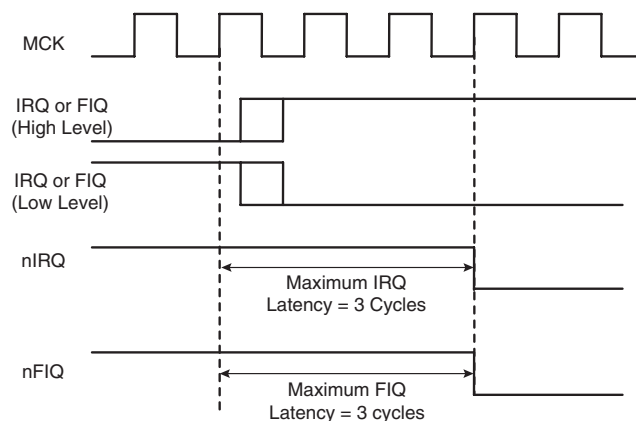 MCK
IRQ or FIQ
(High Level)
IRQ or FIQ
(Low Level)
nIRQ
Maximum IRQ
Latency = 3 Cycles
nFIQ
Maximum FIQ
Latency = 3 cycles